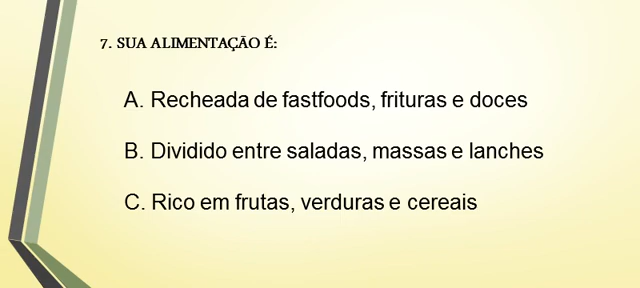 7. SUA ALIMENTAÇÃO É:
A. Recheada de fastfoods, frituras e doces
B. Dividido entre saladas, massas e lanches
C. Rico em frutas, verduras e cereais